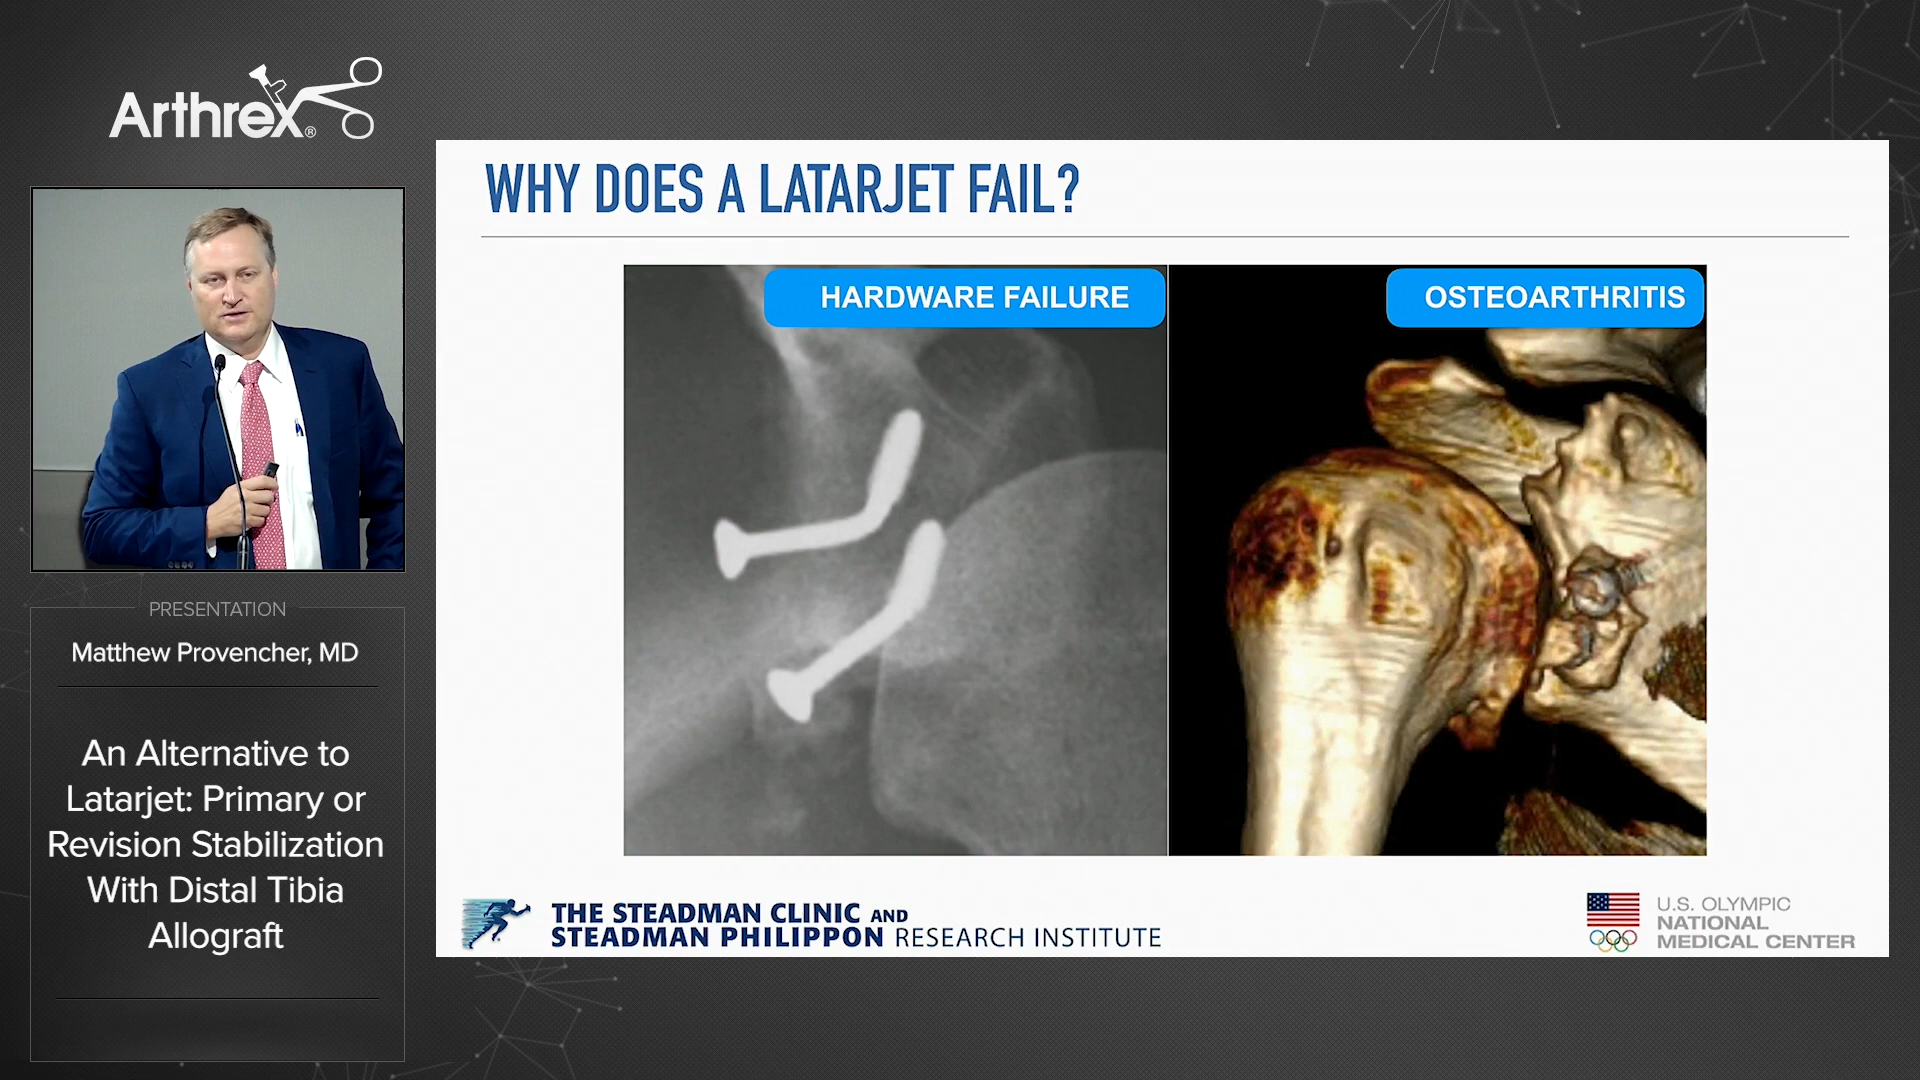 Arthrex®
WHY DOES A LATARJET FAIL?
HARDWARE FAILURE
OSTEOARTHRITIS
PRESENTATION
Matthew Provencher, MD
An Alternative to
Latarjet: Primary or
Revision Stabilization
With Distal Tibia
Allograft
THE STEADMAN CLINIC AND
STEADMAN PHILIPPON RESEARCH INSTITUTE
U.S. OLYMPIC
NATIONAL
MEDICAL CENTER